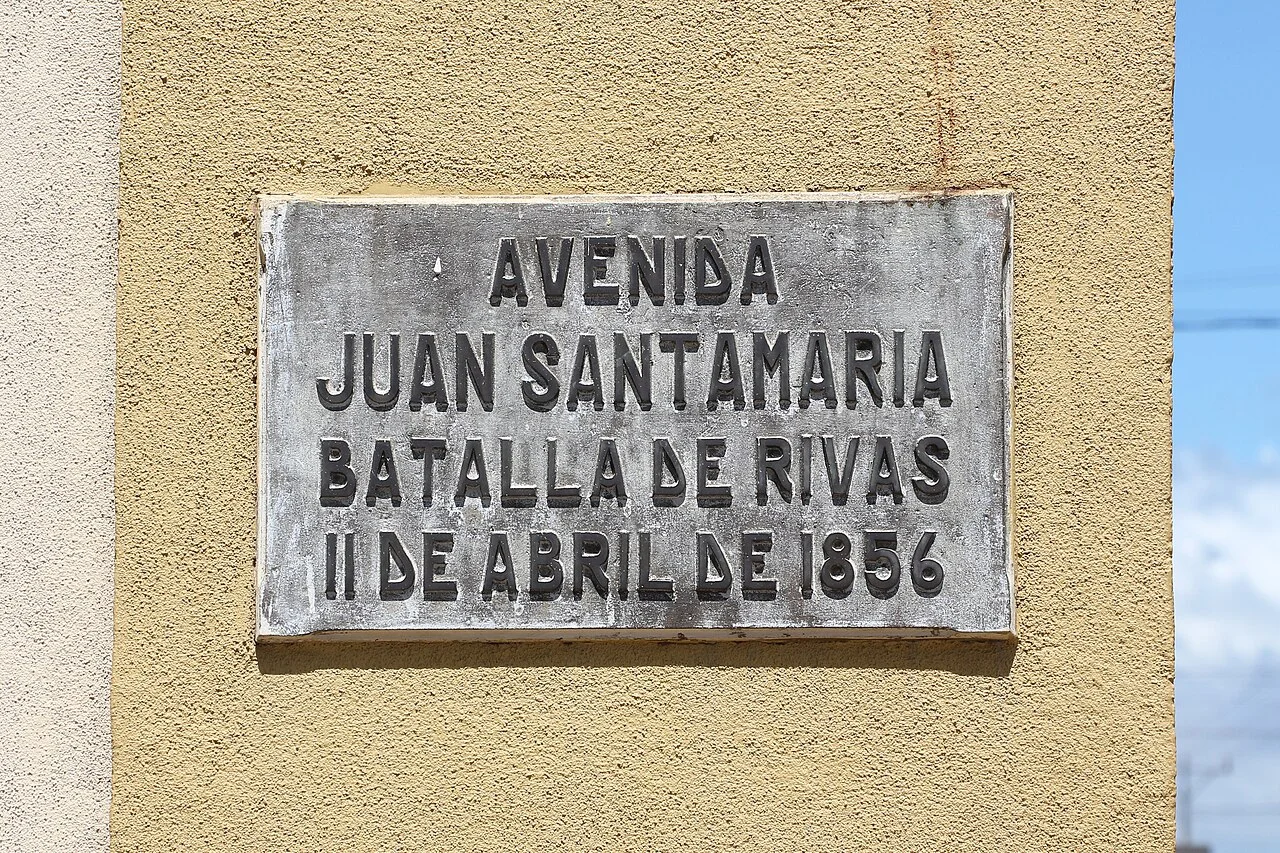 AVENIDA
JUAN SANTAMARIA
BATALLA DE RIVAS
11 DE ABRIL DE 1856